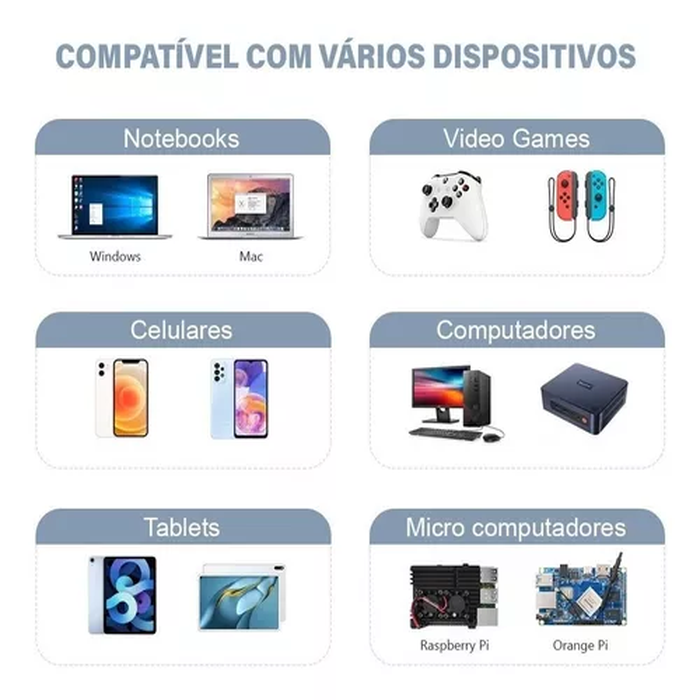 COMPATÍVEL COM VÁRIOS DISPOSITIVOS
Notebooks
Video Games
Windows
Mac
Celulares
Computadores
Tablets
Micro computadores
Raspberry Pi
Orange Pi